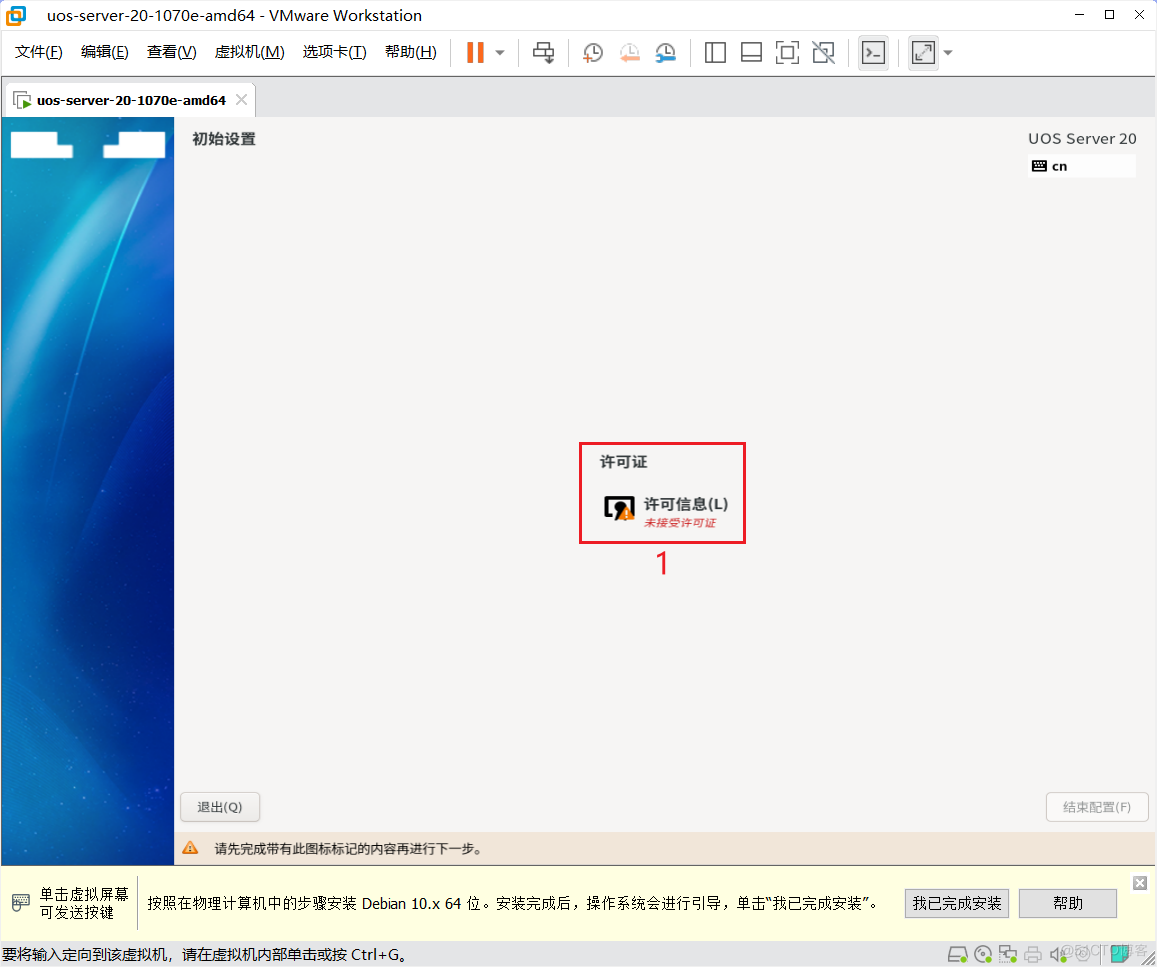 uos-server-20-1070e-amd64 - VMware Workstation
文件(F) 编辑(E) 查看(V) 虚拟机(M) 选项卡(T) 帮助(H)
uos-server-20-1070e-amd64
初始设置
UOS Server 20
cn
许可证
许可信息(L)
未接受许可证
1
退出(Q)
结束配置(F)
请先完成带有此图标标记的内容再进行下一步。
单击虚拟屏幕
可发送按键
按照在物理计算机中的步骤安装 Debian 10.x 64 位。安装完成后，操作系统会进行引导，单击“我已完成安装”。
我已完成安装
帮助
要将输入定向到该虚拟机，请在虚拟机内部单击或按 Ctrl+G。
@51CTO博客